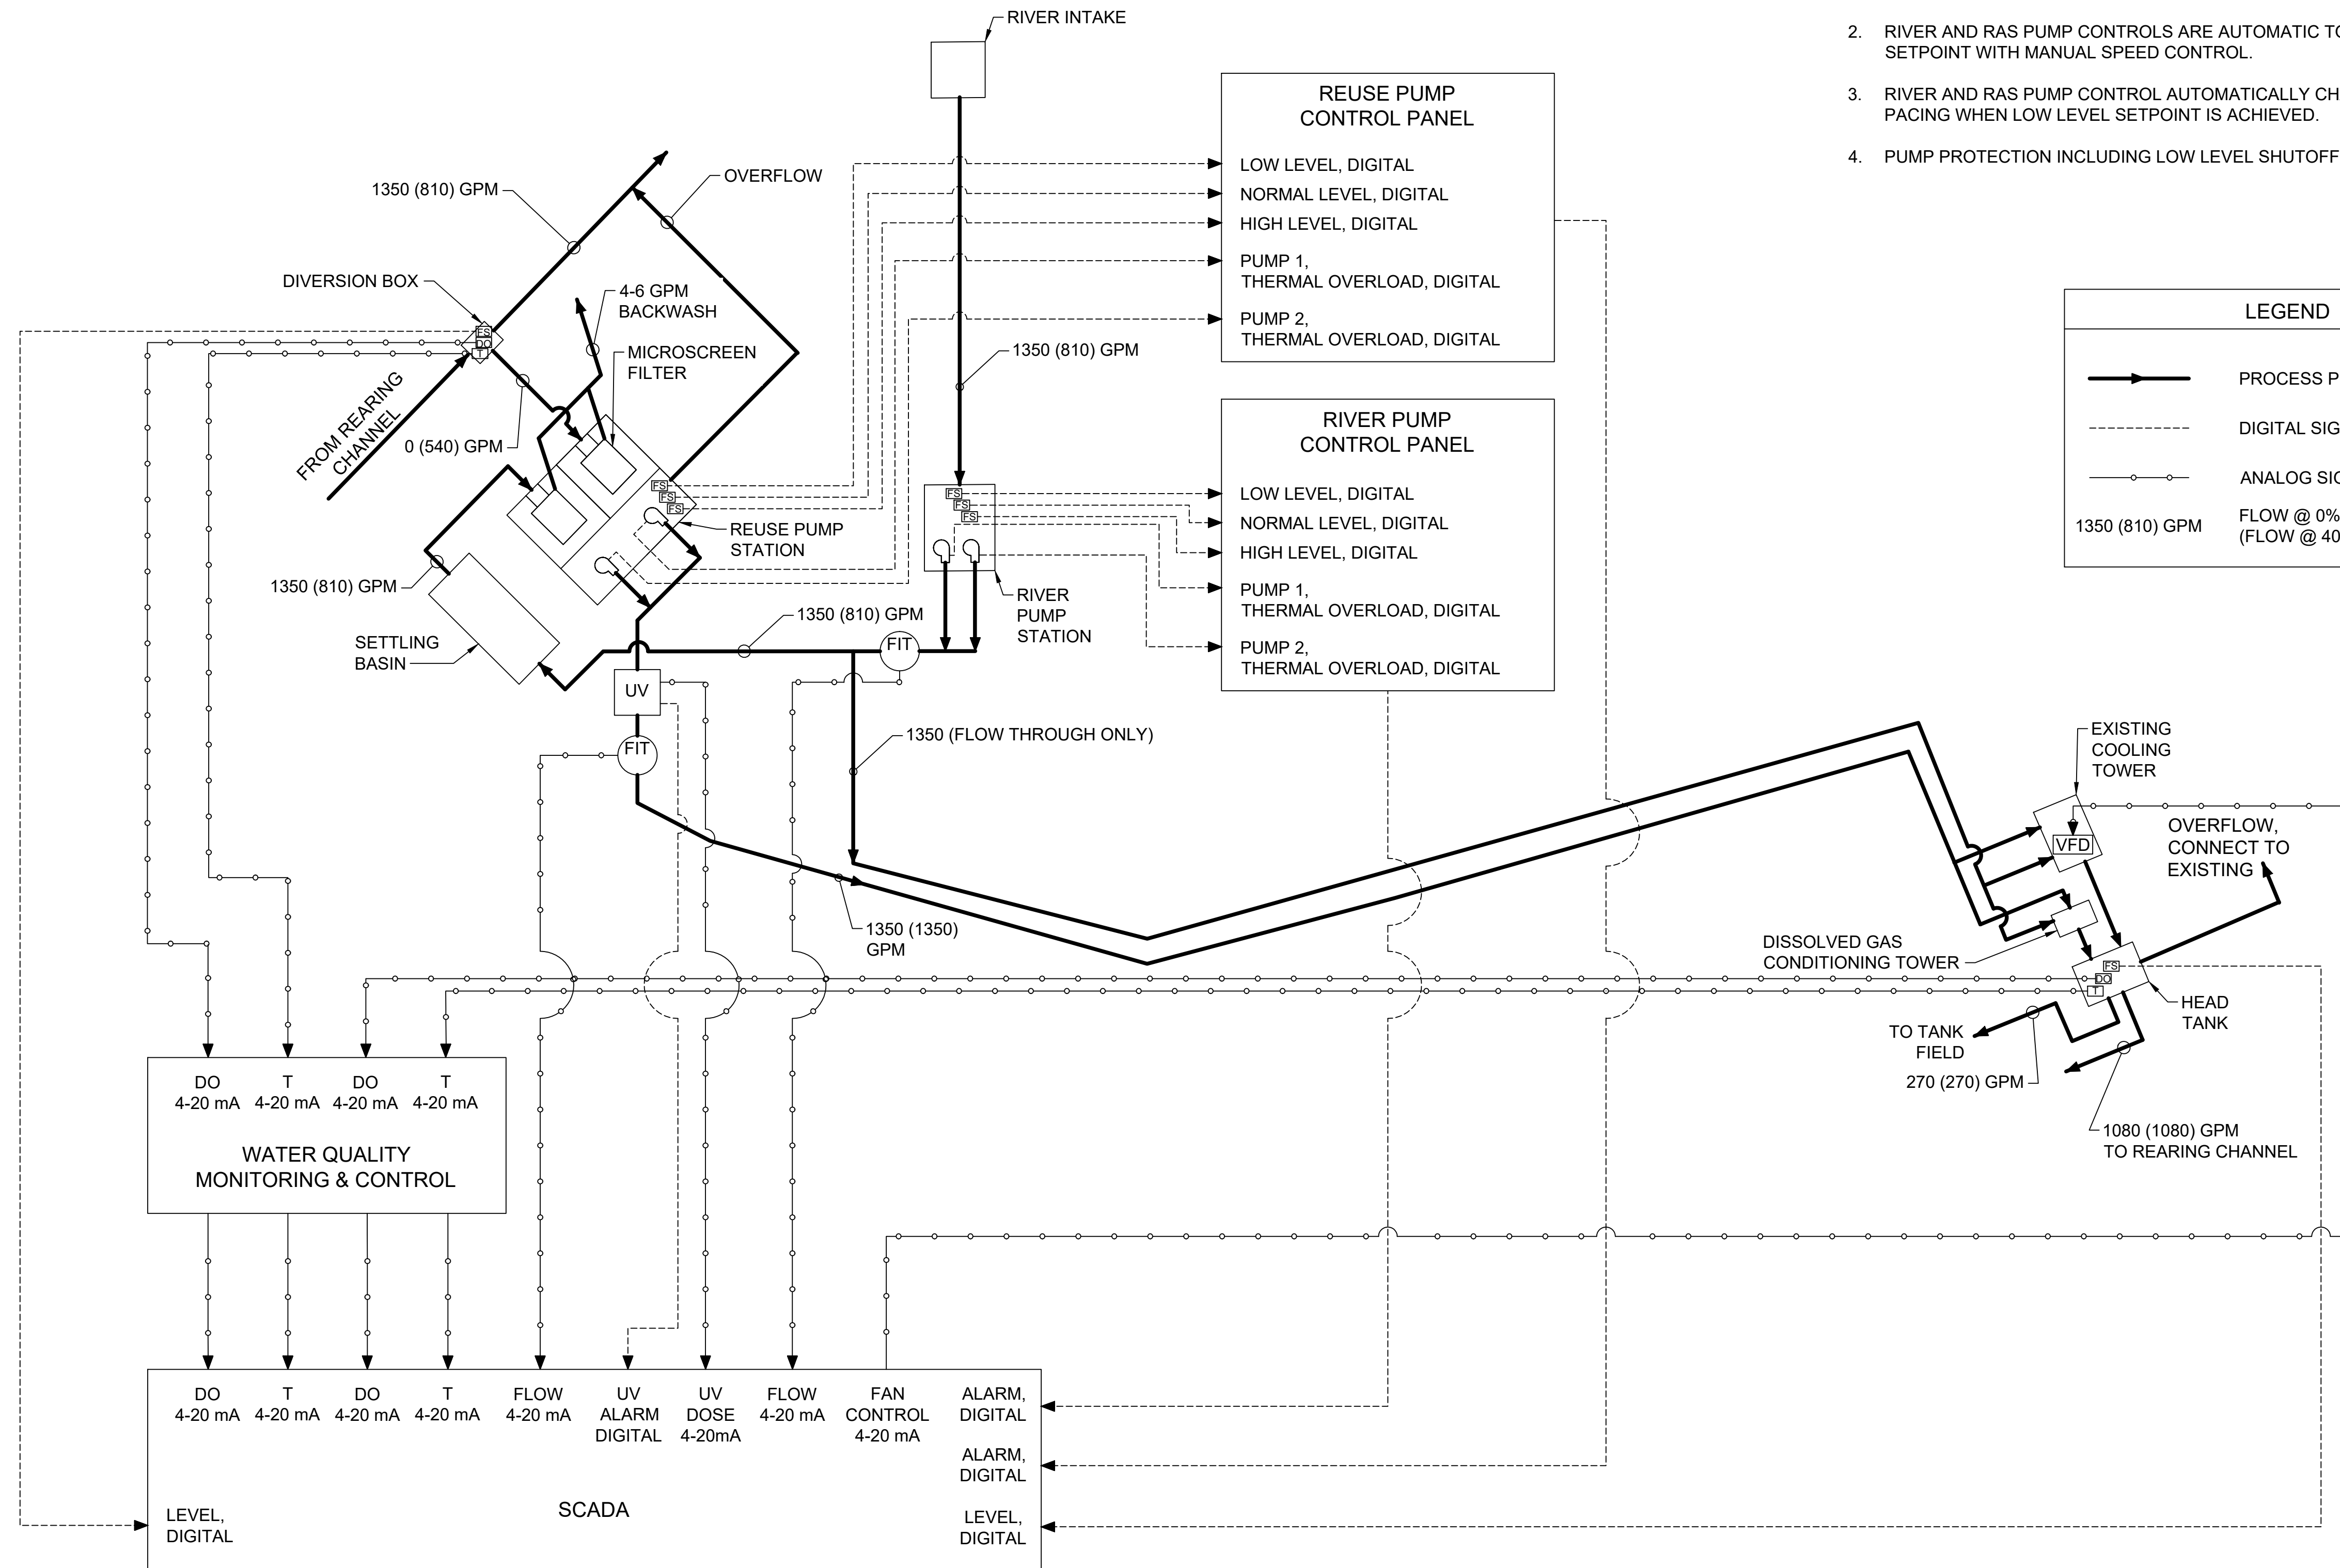 RIVER INTAKE
2. RIVER AND RAS PUMP CONTROLS ARE AUTOMATIC TO
SETPOINT WITH MANUAL SPEED CONTROL.
3. RIVER AND RAS PUMP CONTROL AUTOMATICALLY CH
PACING WHEN LOW LEVEL SETPOINT IS ACHIEVED.
4. PUMP PROTECTION INCLUDING LOW LEVEL SHUTOFF
REUSE PUMP
CONTROL PANEL
LOW LEVEL, DIGITAL
NORMAL LEVEL, DIGITAL
HIGH LEVEL, DIGITAL
PUMP 1,
THERMAL OVERLOAD, DIGITAL
PUMP 2,
THERMAL OVERLOAD, DIGITAL
1350 (810) GPM
OVERFLOW
DIVERSION BOX
4-6 GPM
BACKWASH
MICROSCREEN
FILTER
FS
DO
T
FROM REARING
CHANNEL
0 (540) GPM
1350 (810) GPM
LEGEND
PROCESS P
DIGITAL SIG
ANALOG SIG
1350 (810) GPM
FLOW @ 0%
(FLOW @ 40
RIVER PUMP
CONTROL PANEL
LOW LEVEL, DIGITAL
NORMAL LEVEL, DIGITAL
HIGH LEVEL, DIGITAL
PUMP 1,
THERMAL OVERLOAD, DIGITAL
PUMP 2,
THERMAL OVERLOAD, DIGITAL
FS
FS
FS
FS
FS
FS
REUSE PUMP
STATION
1350 (810) GPM
SETTLING
BASIN
1350 (810) GPM
RIVER
PUMP
STATION
FIT
UV
FIT
1350 (FLOW THROUGH ONLY)
1350 (1350)
GPM
EXISTING
COOLING
TOWER
VFD
OVERFLOW,
CONNECT TO
EXISTING
DISSOLVED GAS
CONDITIONING TOWER
FS
DO
T
HEAD
TANK
TO TANK
FIELD
270 (270) GPM
1080 (1080) GPM
TO REARING CHANNEL
DO
4-20 mA
T
4-20 mA
DO
4-20 mA
T
4-20 mA
WATER QUALITY
MONITORING & CONTROL
DO
4-20 mA
T
4-20 mA
DO
4-20 mA
T
4-20 mA
FLOW
4-20 mA
UV
ALARM
DIGITAL
UV
DOSE
4-20mA
FLOW
4-20 mA
FAN
CONTROL
4-20 mA
ALARM,
DIGITAL
ALARM,
DIGITAL
LEVEL,
DIGITAL
SCADA
LEVEL,
DIGITAL